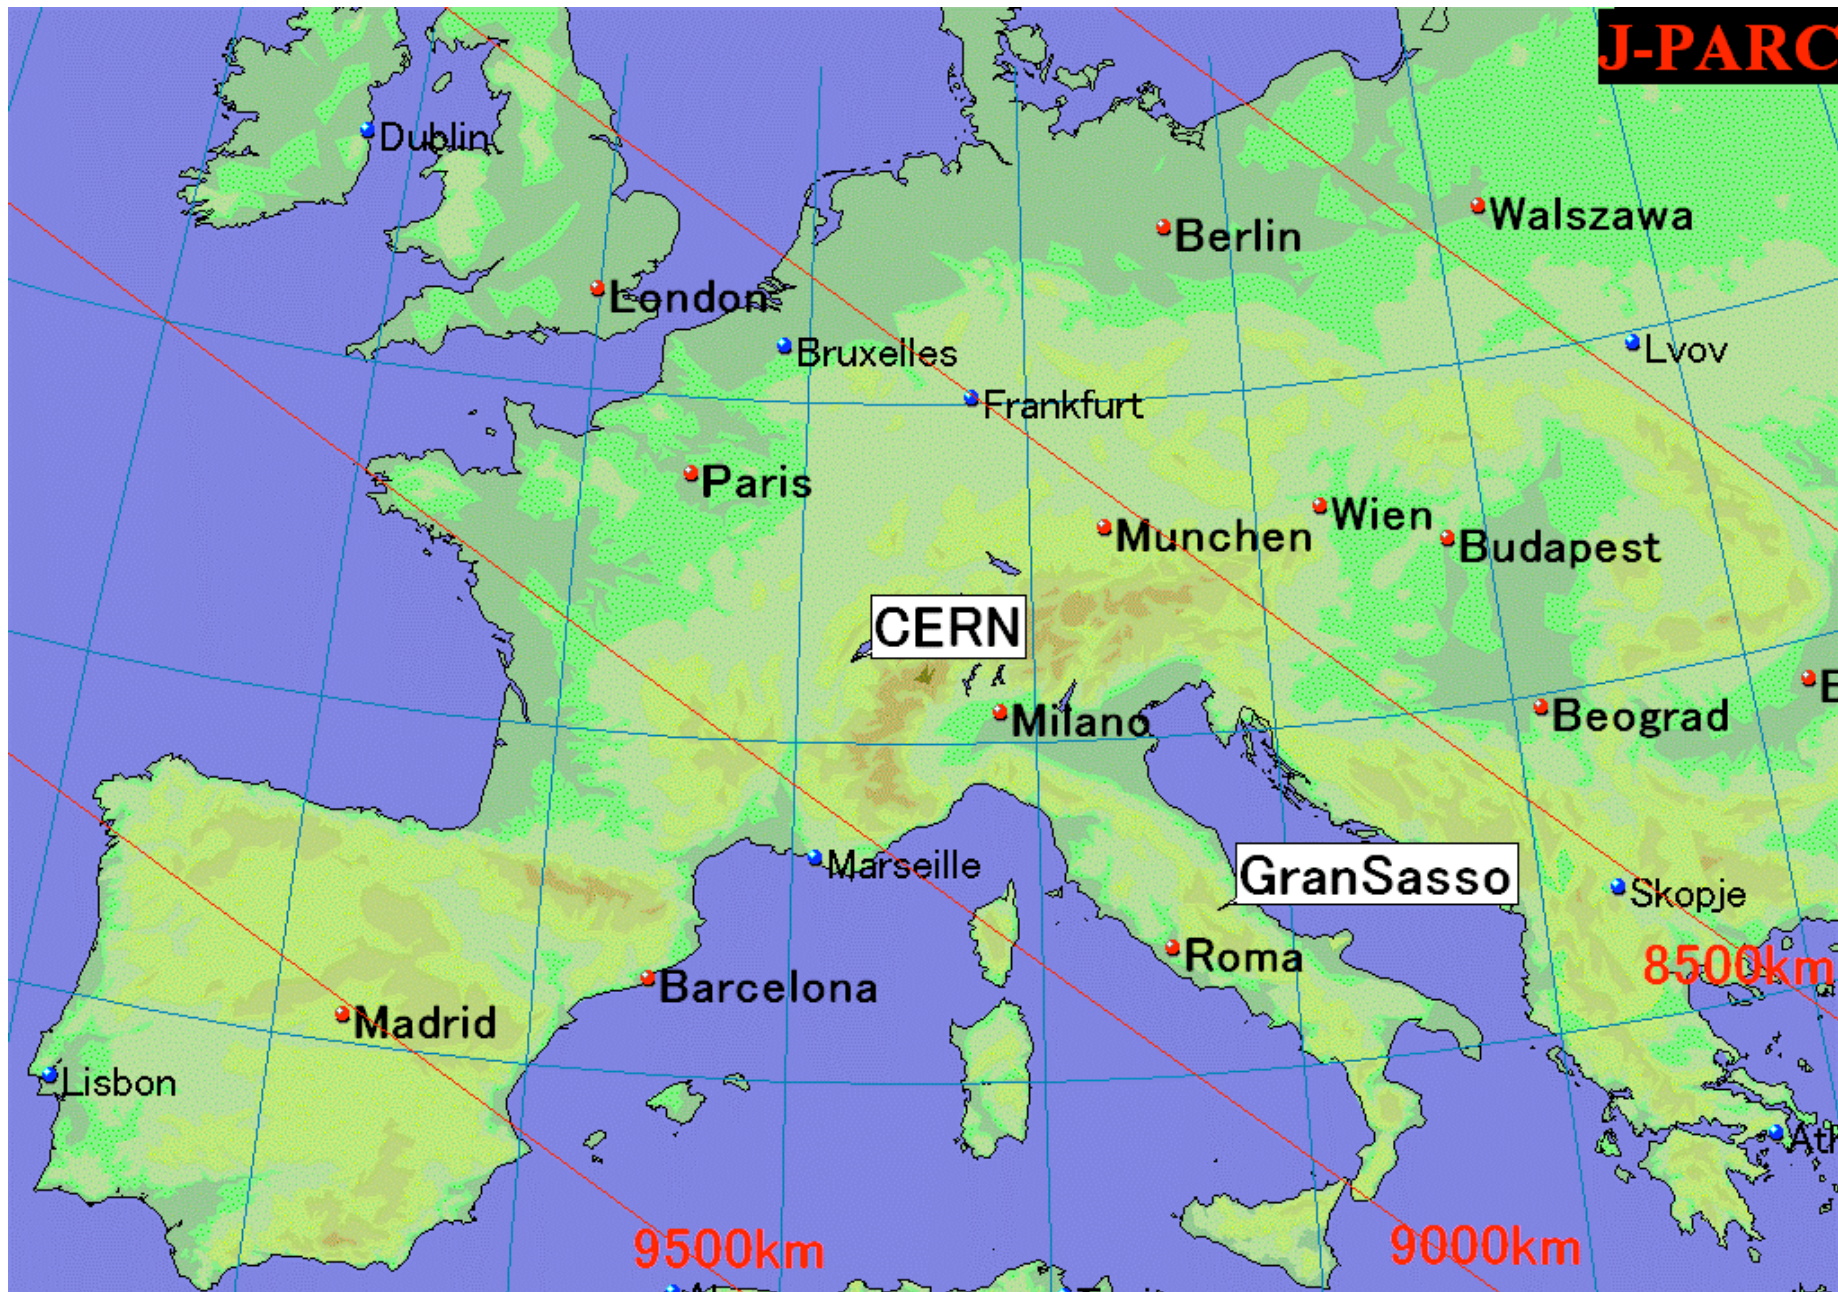 J-PARC
Dublin
Walszawa
Berlin
London
Bruxelles
Lvov
Frankfurt
Paris
Wien
Munchen
Budapest
CERN
Milano
Beograd
Marseille
GranSasso
Skopje
Roma
8500km
Barcelona
Madrid
Lisbon
9500km
9000km